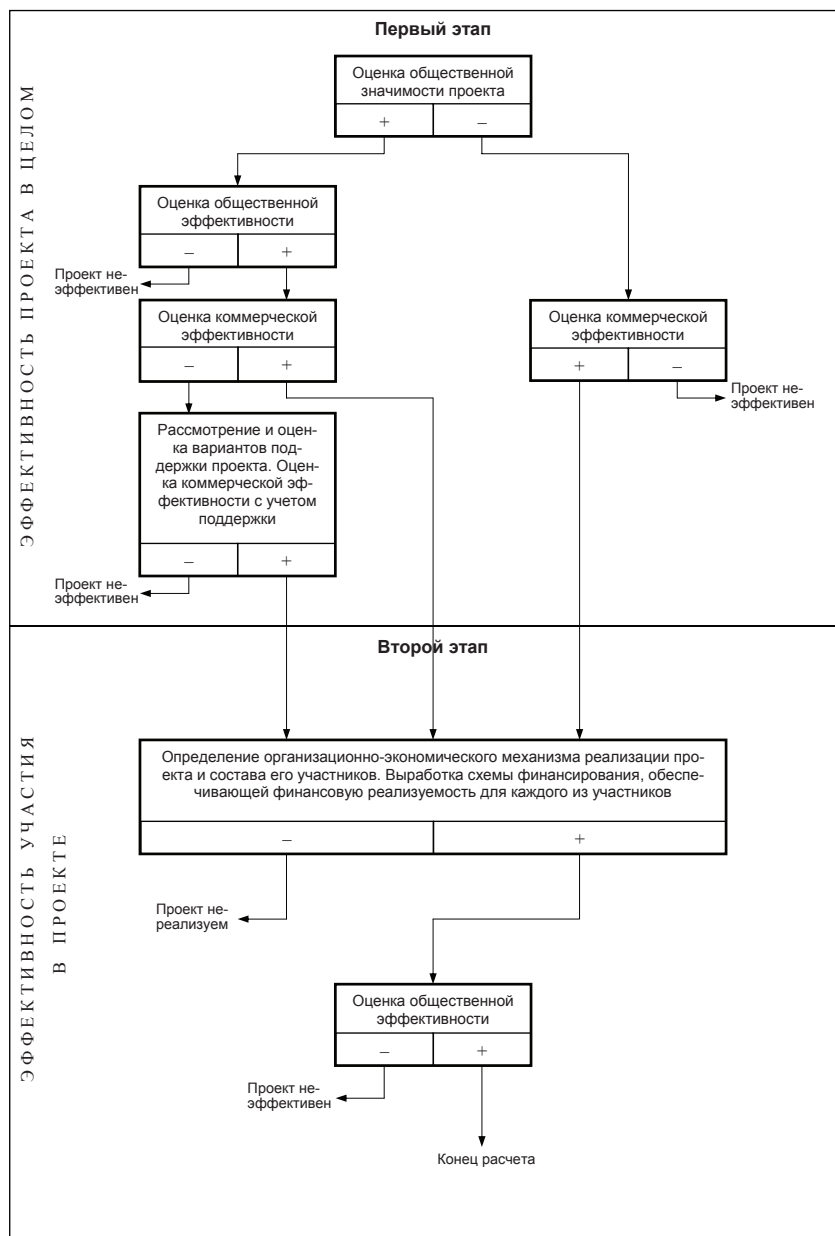 Первый этап
ЭФФЕКТИВНОСТЬ ПРОЕКТА В ЦЕЛОМ
Оценка общественной
значимости проекта
+ –
Оценка общественной
эффективности
– +
Проект не-
эффективен
Оценка коммерческой
эффективности
– +
Оценка коммерческой
эффективности
+ –
Проект не-
эффективен
Рассмотрение и оцен-
ка вариантов под-
держки проекта. Оцен-
ка коммерческой эф-
фективности с учетом
поддержки
– +
Проект не-
эффективен
Второй этап
ЭФФЕКТИВНОСТЬ УЧАСТИЯ
В ПРОЕКТЕ
Определение организационно-экономического механизма реализации про-
екта и состава его участников. Выработка схемы финансирования, обеспе-
чивающей финансовую реализуемость для каждого из участников
– +
Проект не-
реализуем
Оценка общественной
эффективности
– +
Проект не-
эффективен
Конец расчета